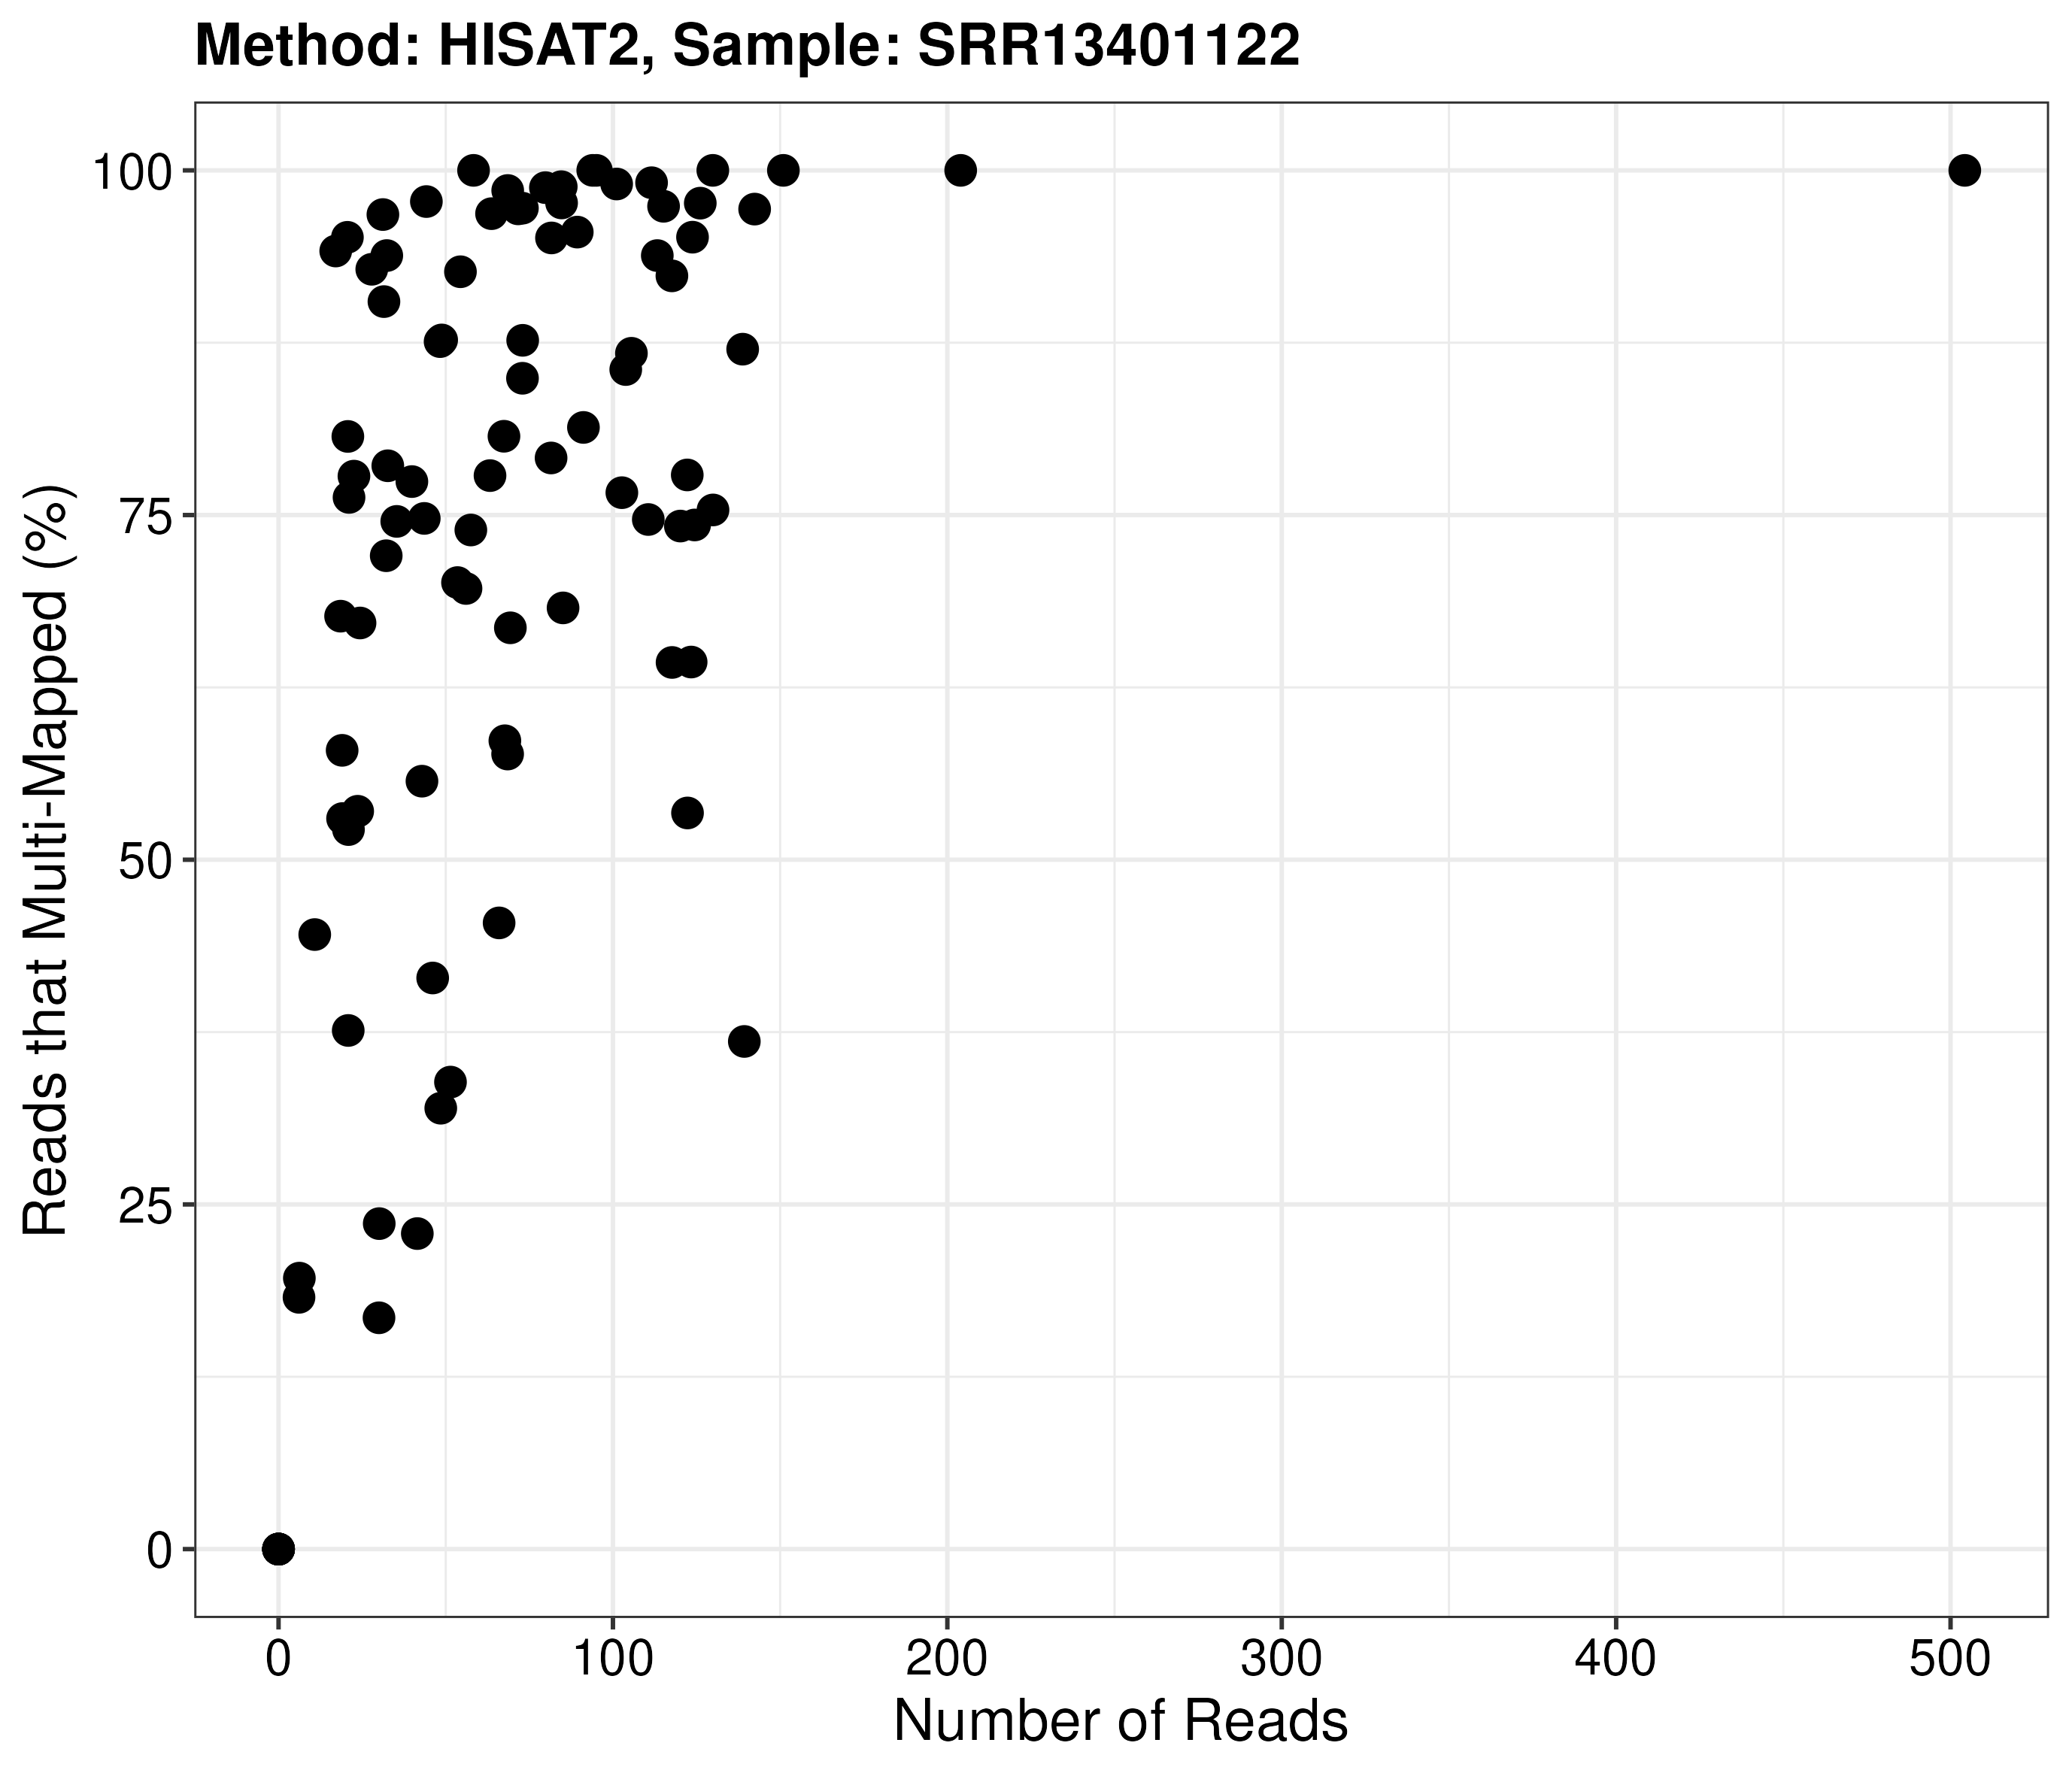 Method: HISAT2, Sample: SRR13401122
Reads that Multi-Mapped (%)
100
75
50
25
0
0 100 200 300 400 500
Number of Reads